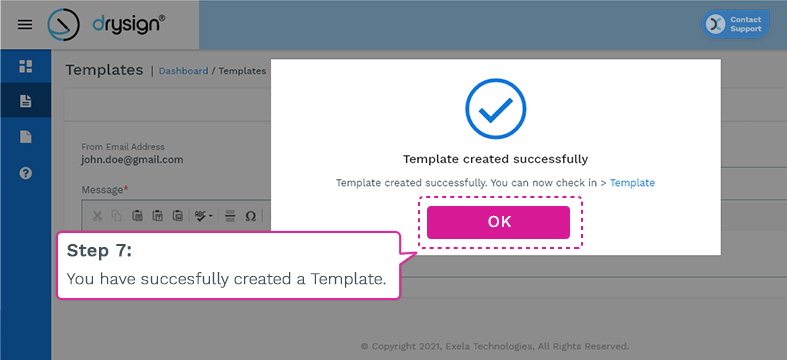 drysign®
Contact
Support
Templates | Dashboard / Templates
Template created successfully
Template created successfully. You can now check in > Template
OK
From Email Address
john.doe@gmail.com
Message*
Step 7:
You have succesfully created a Template.
© Copyright 2021, Exela Technologies, All Rights Reserved.